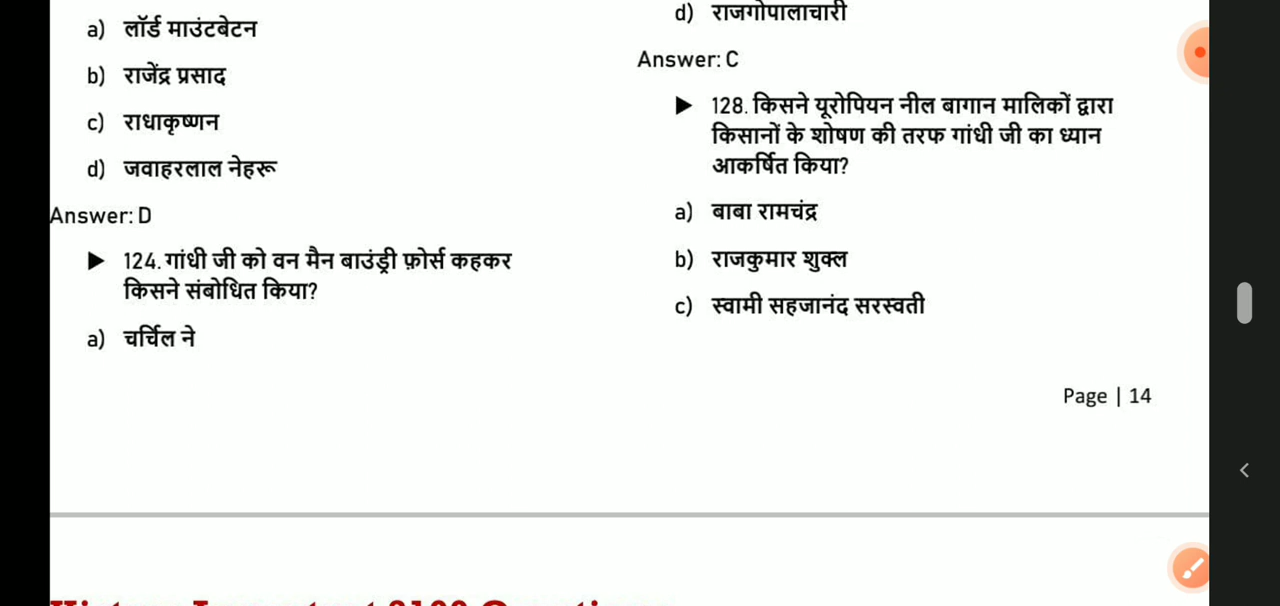 a) लॉर्ड माउंटबेटन
b) राजेंद्र प्रसाद
c) राधाकृष्णन
d) जवाहरलाल नेहरू
Answer: D
▶ 124. गांधी जी को वन मैन बाउंड्री फ़ोर्स कहकर
किसने संबोधित किया?
a) चर्चिल ने
d) राजगोपालाचारी
Answer: C
▶ 128. किसने यूरोपियन नील बागान मालिकों द्वारा
किसानों के शोषण की तरफ गांधी जी का ध्यान
आकर्षित किया?
a) बाबा रामचंद्र
b) राजकुमार शुक्ल
c) स्वामी सहजानंद सरस्वती
Page | 14